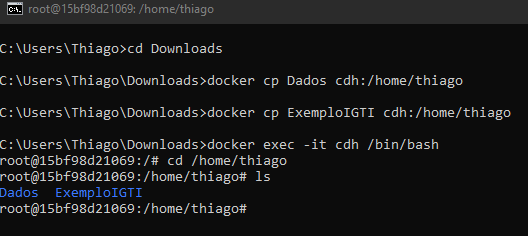 root@15bf98d21069: /home/thiago
C:\Users\Thiago>cd Downloads
C:\Users\Thiago\Downloads>docker cp Dados cdh:/home/thiago
C:\Users\Thiago\Downloads>docker cp ExemploIGTI cdh:/home/thiago
C:\Users\Thiago\Downloads>docker exec -it cdh /bin/bash
root@15bf98d21069:/# cd /home/thiago
root@15bf98d21069:/home/thiago# ls
Dados  ExemploIGTI
root@15bf98d21069:/home/thiago#